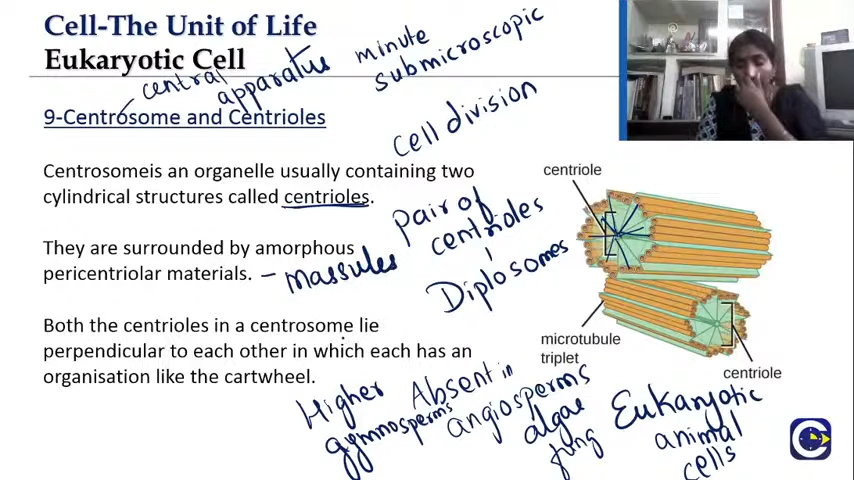 Cell-The Unit of Life
Eukaryotic Cell
central
apparatus
minute
submicroscopic
9-Centrosome and Centrioles
cell division
Centrosomeis an organelle usually containing two
cylindrical structures called centrioles.
centriole
pair of
centrioles
Diplosomes
They are surrounded by amorphous
pericentriolar materials. - massules
Both the centrioles in a centrosome lie
perpendicular to each other in which each has an
organisation like the cartwheel.
microtubule
triplet
centriole
Higher
gymnosperms
Absent in
angiosperms
algae
fung
Eukaryotic
animal
cells